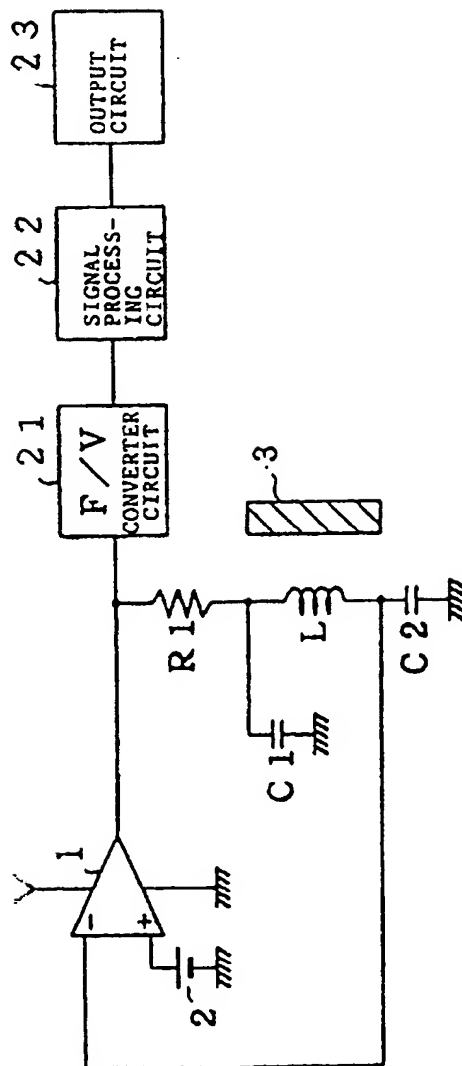 21
22
23
F/V
CONVERTER
CIRCUIT
SIGNAL
PROCESS-
ING
CIRCUIT
OUTPUT
CIRCUIT
1
-
+
2
R1
C1
L
C2
3